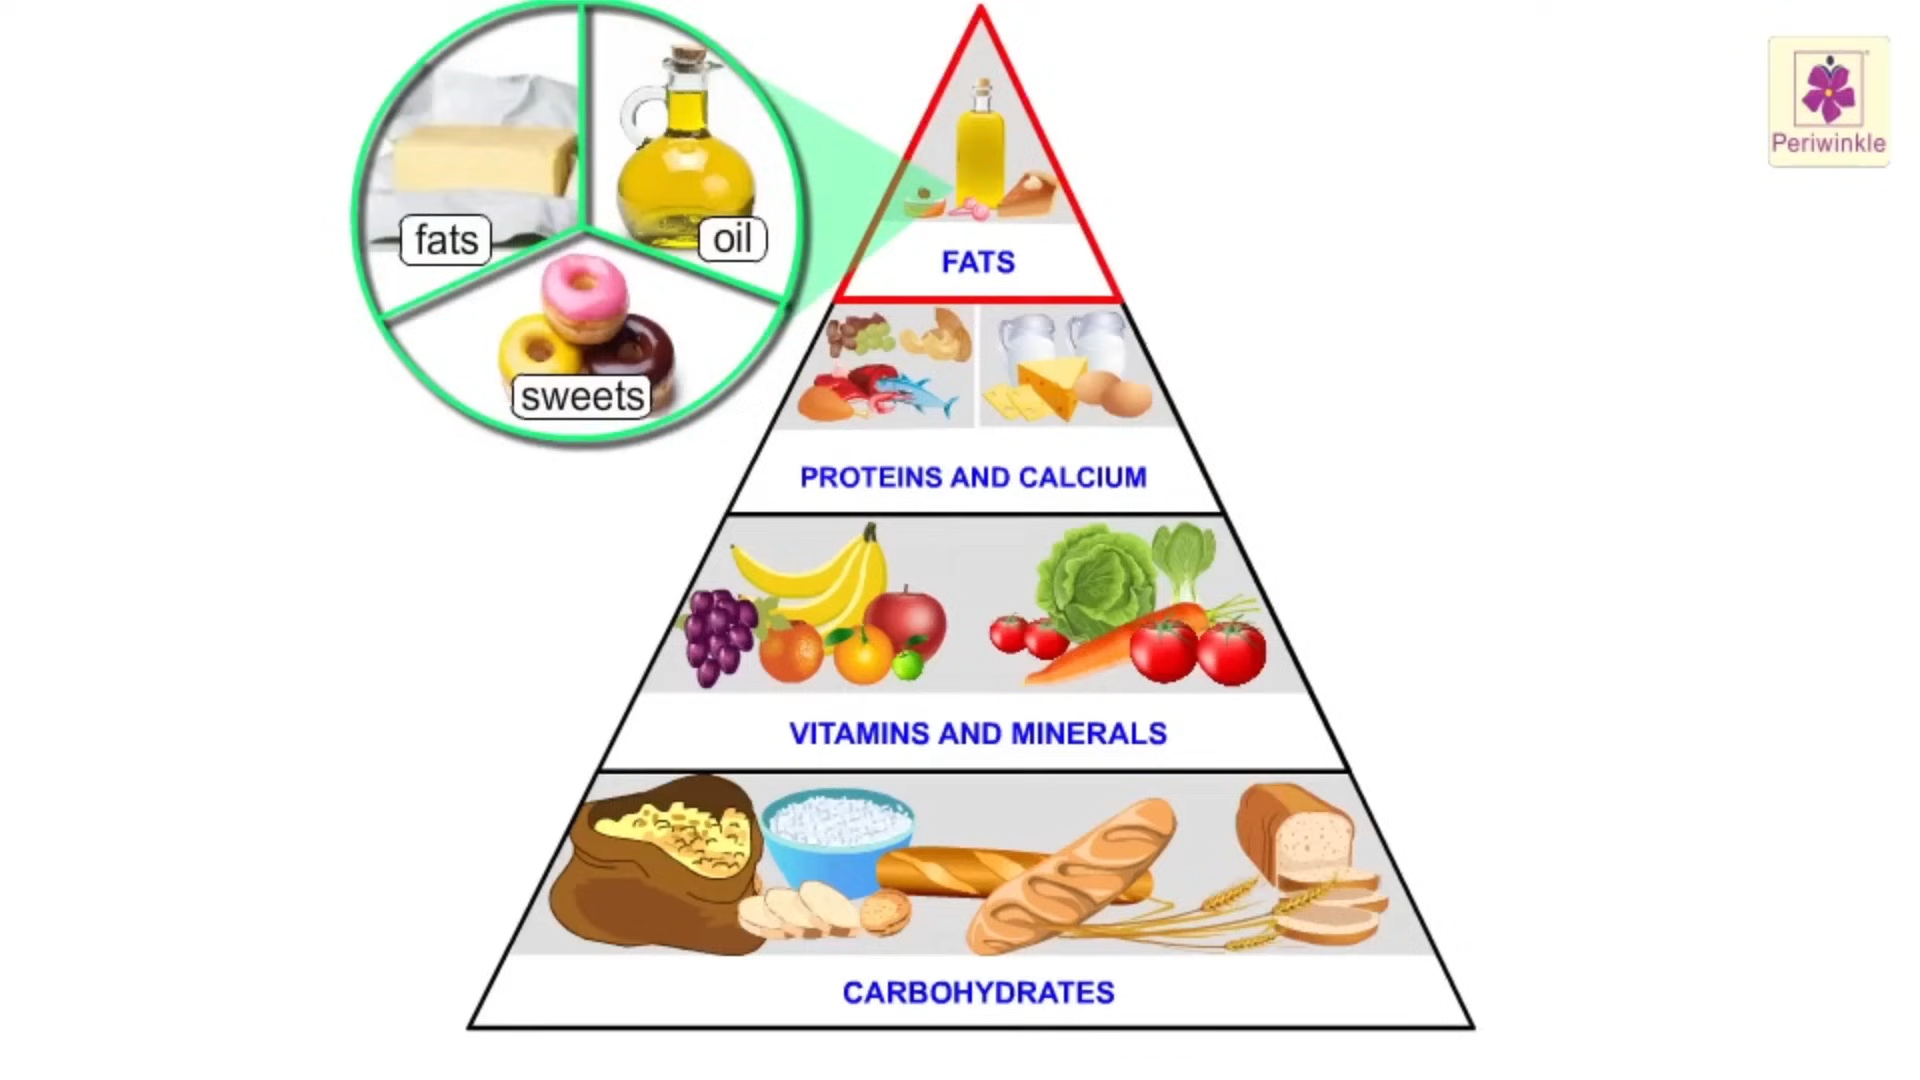 fats
oil
sweets
FATS
PROTEINS AND CALCIUM
VITAMINS AND MINERALS
CARBOHYDRATES
Periwinkle